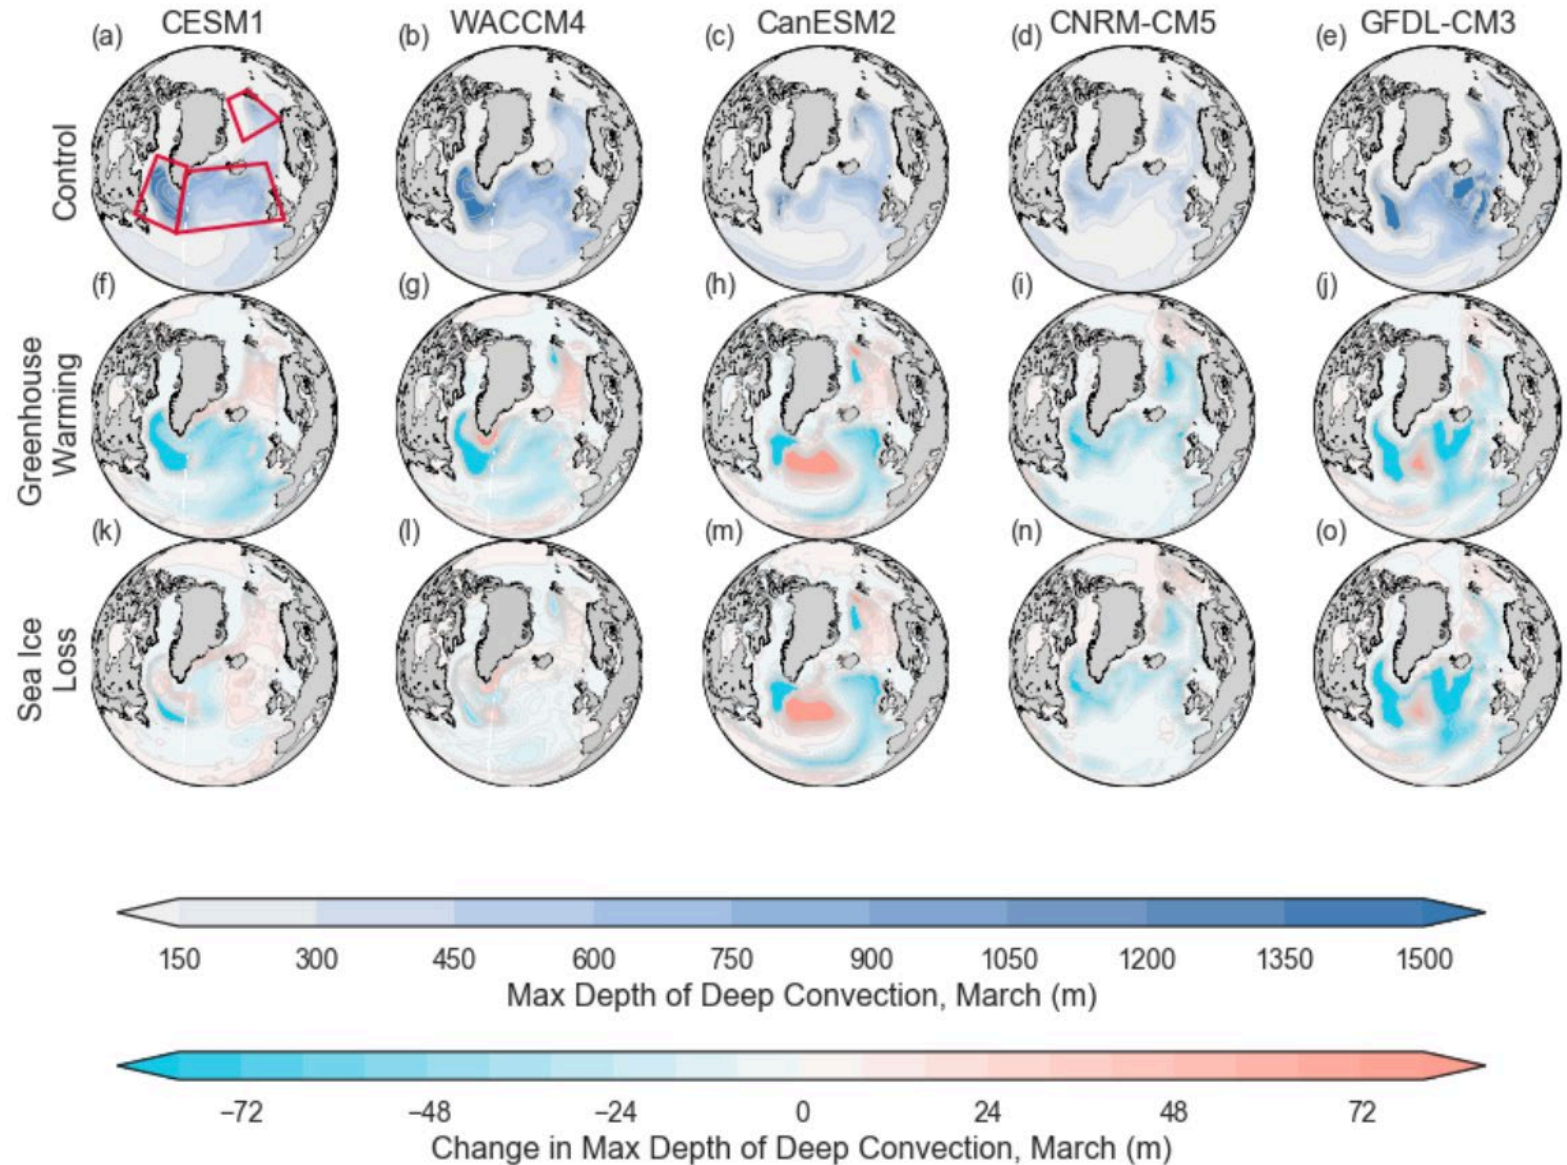 CESM1 WACCM4 CanESM2 CNRM-CM5 GFDL-CM3
(a) (b) (c) (d) (e)
Control
(f) (g) (h) (i) (j)
Greenhouse
Warming
(k) (l) (m) (n) (o)
Sea Ice
Loss
150 300 450 600 750 900 1050 1200 1350 1500
Max Depth of Deep Convection, March (m)
−72 −48 −24 0 24 48 72
Change in Max Depth of Deep Convection, March (m)